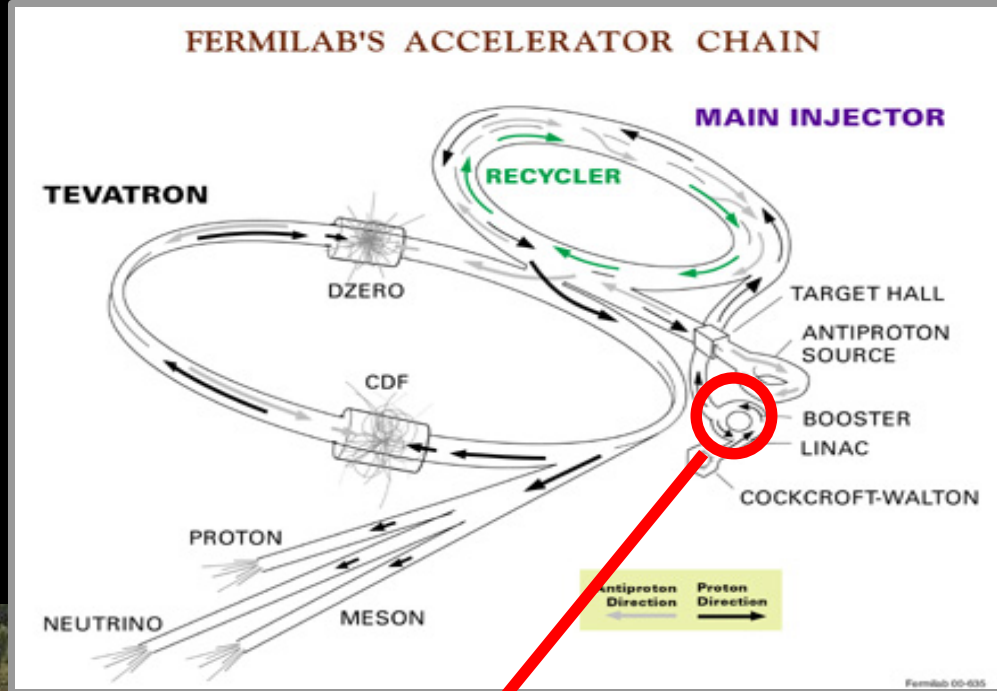 FERMILAB'S ACCELERATOR CHAIN
MAIN INJECTOR
RECYCLER
TEVATRON
DZERO
TARGET HALL
ANTIPROTON
SOURCE
CDF
BOOSTER
LINAC
COCKCROFT-WALTON
PROTON
NEUTRINO
MESON
Antiproton Proton
Direction Direction
Fermilab 00-635